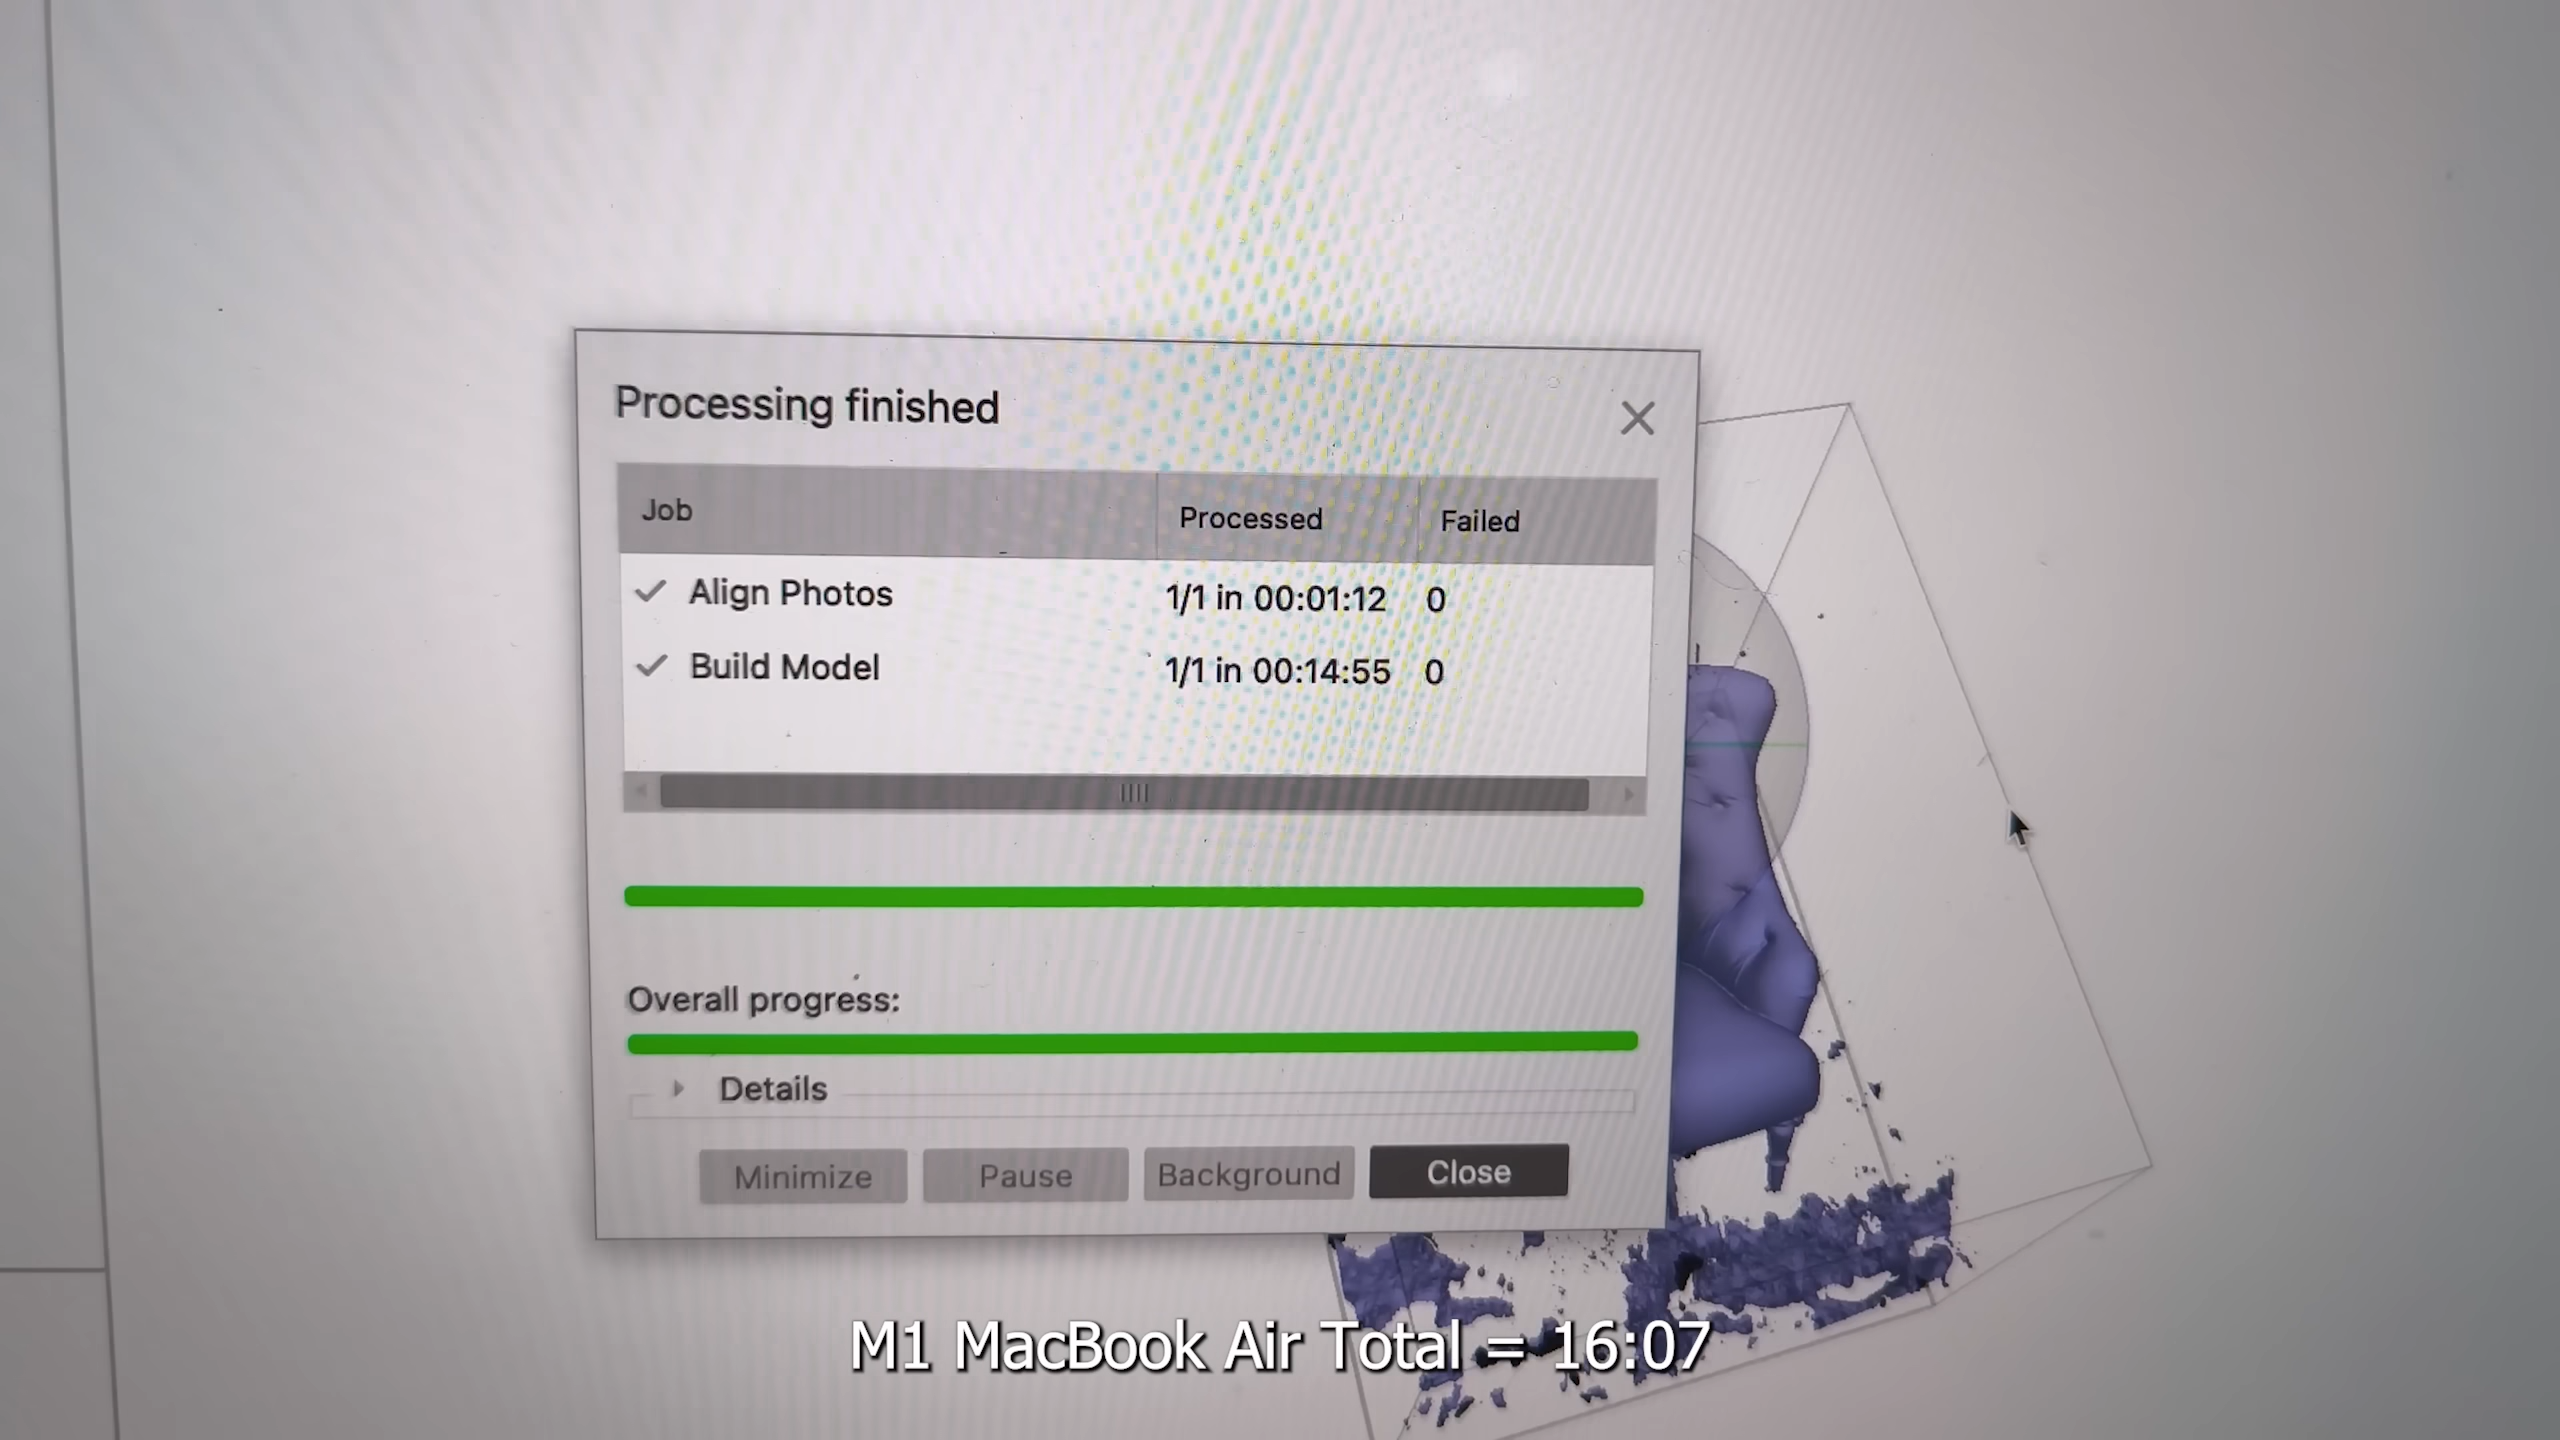 Processing finished
Job Processed Failed
Align Photos 1/1 in 00:01:12 0
Build Model 1/1 in 00:14:55 0
Overall progress:
Details
Minimize Pause Background Close
M1 MacBook Air Total = 16:07